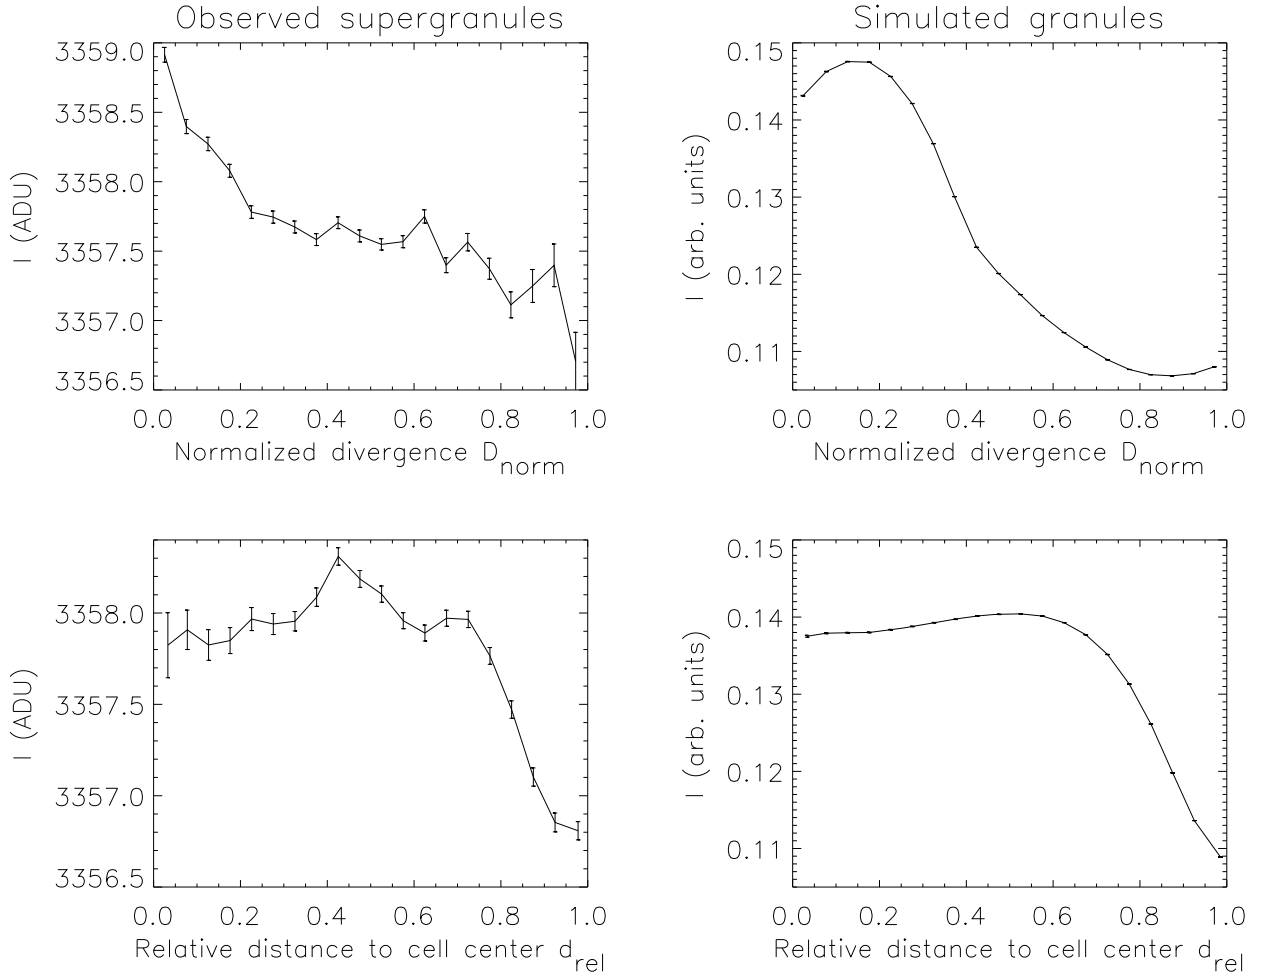 Observed supergranules
I (ADU)
3359.0
3358.5
3358.0
3357.5
3357.0
3356.5
0.0 0.2 0.4 0.6 0.8 1.0
Normalized divergence D_norm
Simulated granules
I (arb. units)
0.15
0.14
0.13
0.12
0.11
0.0 0.2 0.4 0.6 0.8 1.0
Normalized divergence D_norm
I (ADU)
3358.0
3357.5
3357.0
3356.5
0.0 0.2 0.4 0.6 0.8 1.0
Relative distance to cell center d_rel
I (arb. units)
0.15
0.14
0.13
0.12
0.11
0.0 0.2 0.4 0.6 0.8 1.0
Relative distance to cell center d_rel